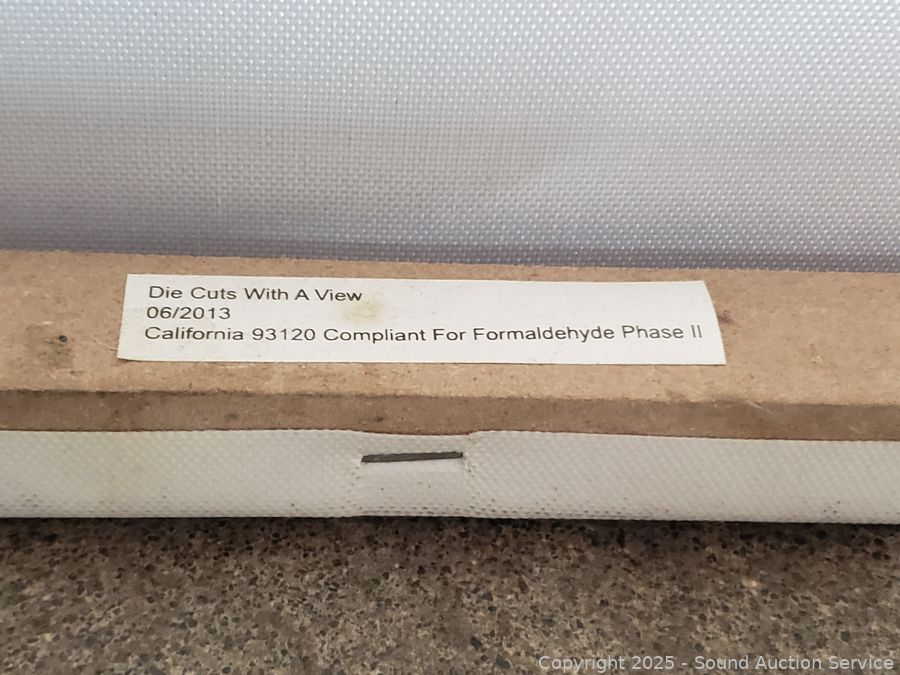 Die Cuts With A View
06/2013
California 93120 Compliant For Formaldehyde Phase II
Copyright 2025 - Sound Auction Service